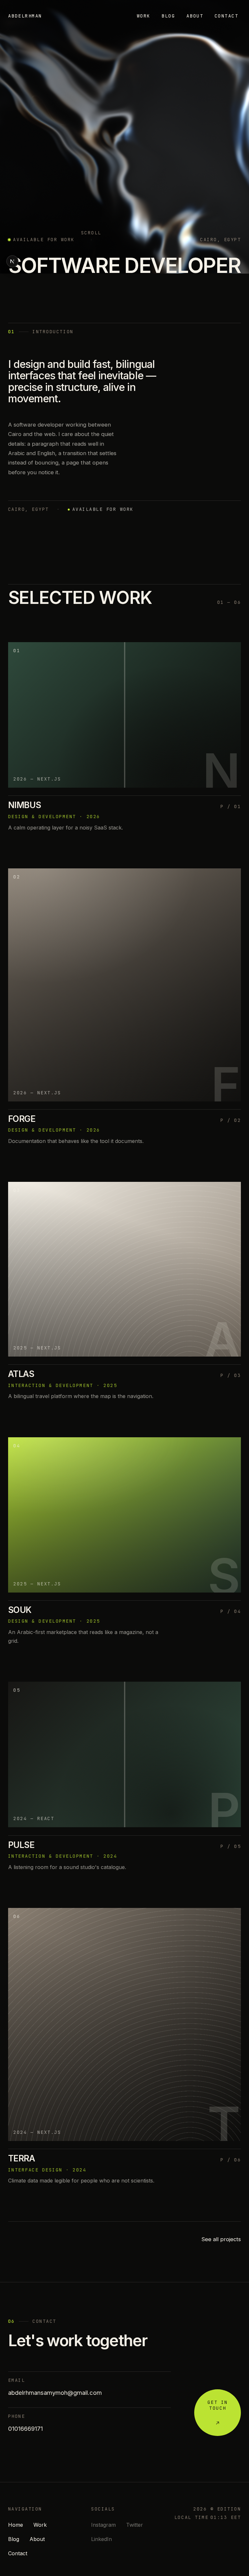 ABDELRHMAN
WORK BLOG ABOUT CONTACT
SCROLL
AVAILABLE FOR WORK
CAIRO, EGYPT
N
SOFTWARE DEVELOPER
01 INTRODUCTION
I design and build fast, bilingual
interfaces that feel inevitable —
precise in structure, alive in
movement.
A software developer working between
Cairo and the web. I care about the quiet
details: a paragraph that reads well in
Arabic and English, a transition that settles
instead of bouncing, a page that opens
before you notice it.
CAIRO, EGYPT AVAILABLE FOR WORK
SELECTED WORK
01 — 06
01
N
2026 — NEXT.JS
NIMBUS
P / 01
DESIGN & DEVELOPMENT · 2026
A calm operating layer for a noisy SaaS stack.
02
F
2026 — NEXT.JS
FORGE
P / 02
DESIGN & DEVELOPMENT · 2026
Documentation that behaves like the tool it documents.
A
2025 — NEXT.JS
ATLAS
P / 03
INTERACTION & DEVELOPMENT · 2025
A bilingual travel platform where the map is the navigation.
04
S
2025 — NEXT.JS
SOUK
P / 04
DESIGN & DEVELOPMENT · 2025
An Arabic-first marketplace that reads like a magazine, not a
grid.
05
P
2024 — REACT
PULSE
P / 05
INTERACTION & DEVELOPMENT · 2024
A listening room for a sound studio's catalogue.
06
T
2024 — NEXT.JS
TERRA
P / 06
INTERFACE DESIGN · 2024
Climate data made legible for people who are not scientists.
See all projects
06 CONTACT
Let's work together
EMAIL
abdelrhmansamymoh@gmail.com
PHONE
01016669171
GET IN
TOUCH
↗
NAVIGATION
Home Work
Blog About
Contact
SOCIALS
Instagram Twitter
LinkedIn
2026 © EDITION